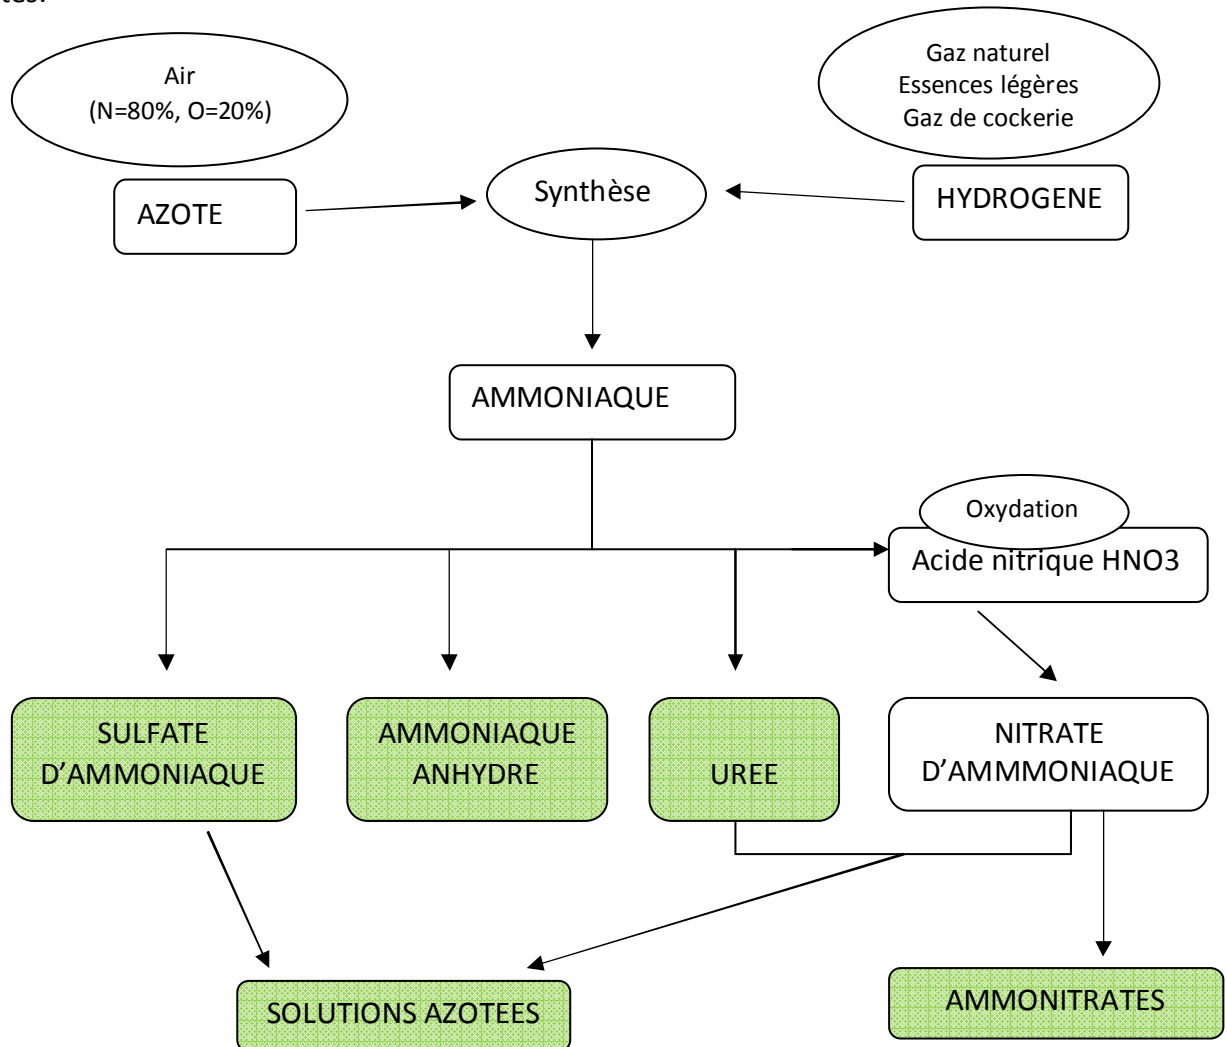 Air
(N=80%, O=20%)
Gaz naturel
Essences légères
Gaz de cockerie
AZOTE
Synthèse
HYDROGENE
AMMONIAQUE
Oxydation
Acide nitrique HNO3
SULFATE
D’AMMONIAQUE
AMMONIAQUE
ANHYDRE
UREE
NITRATE
D’AMMMONIAQUE
SOLUTIONS AZOTEES
AMMONITRATES